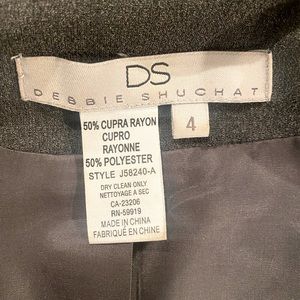 DS
DEBBIE SHUCHAT
4
50% CUPRA RAYON
CUPRO
RAYONNE
50% POLYESTER
STYLE J58240-A
DRY CLEAN ONLY
NETTOYAGE A SEC
CA-23206
RN-59919
MADE IN CHINA
FABRIQUÉ EN CHINE